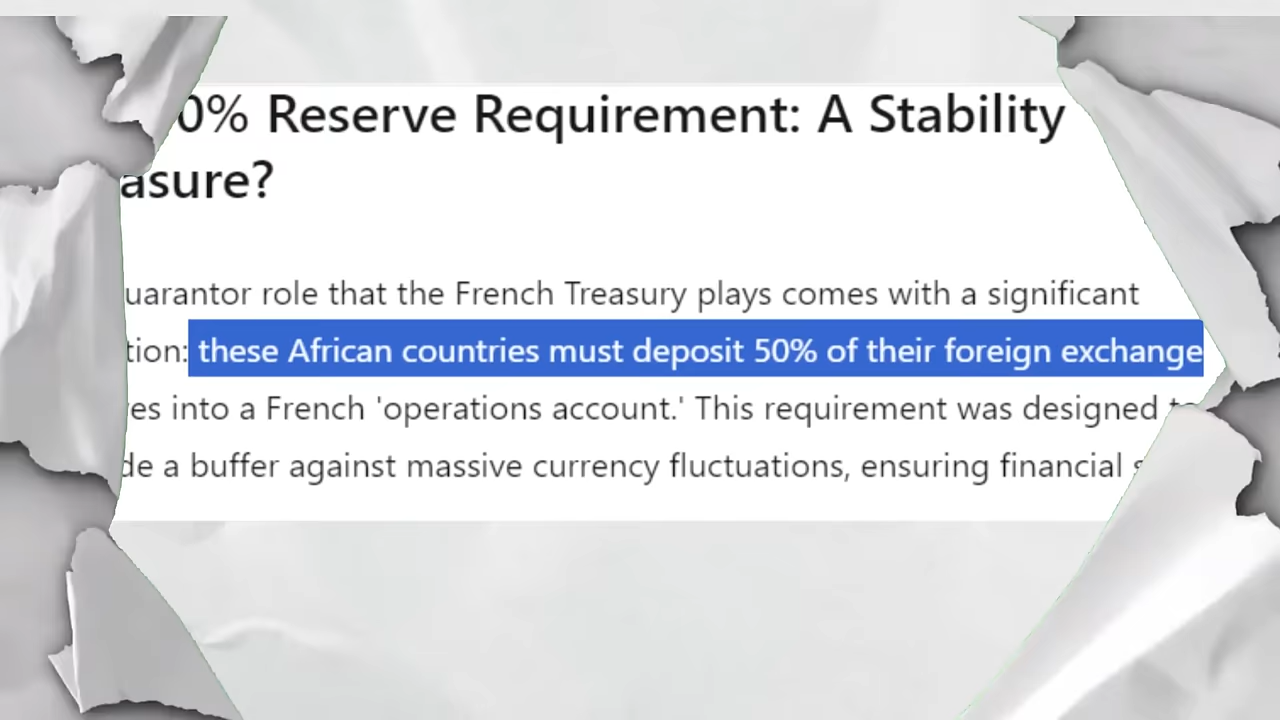 0% Reserve Requirement: A Stability
asure?
uarantor role that the French Treasury plays comes with a significant
tion: these African countries must deposit 50% of their foreign exchange
es into a French 'operations account.' This requirement was designed
de a buffer against massive currency fluctuations, ensuring financial